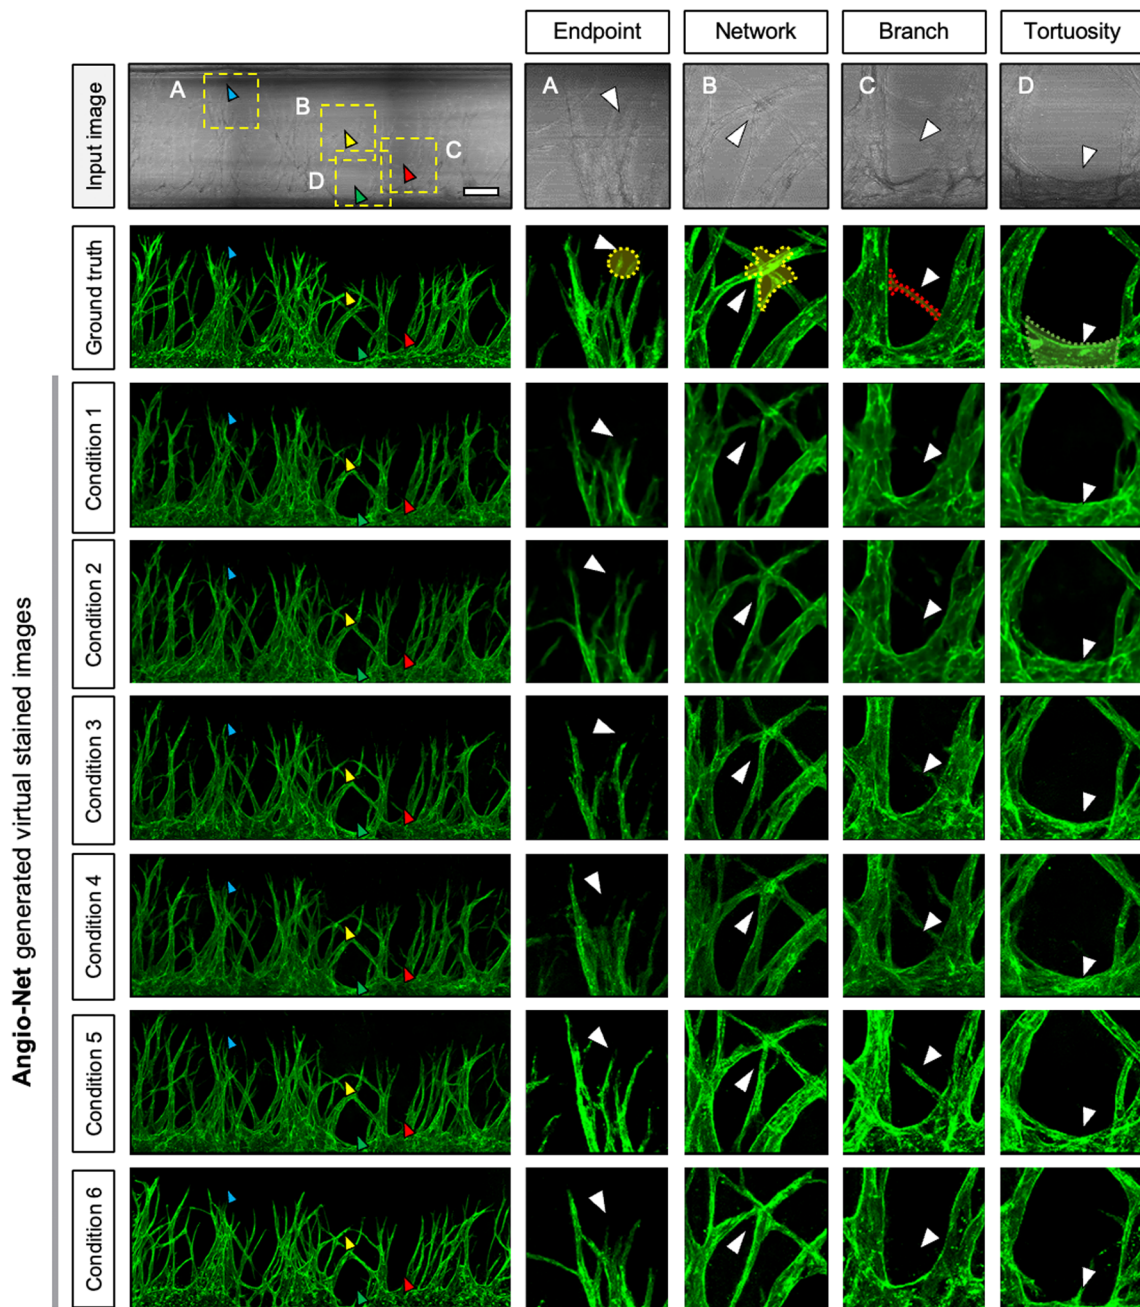 Endpoint
Network
Branch
Tortuosity
Input image
A
B
C
D
A
B
C
D
Ground truth
Angio-Net generated virtual stained images
Condition 1
Condition 2
Condition 3
Condition 4
Condition 5
Condition 6